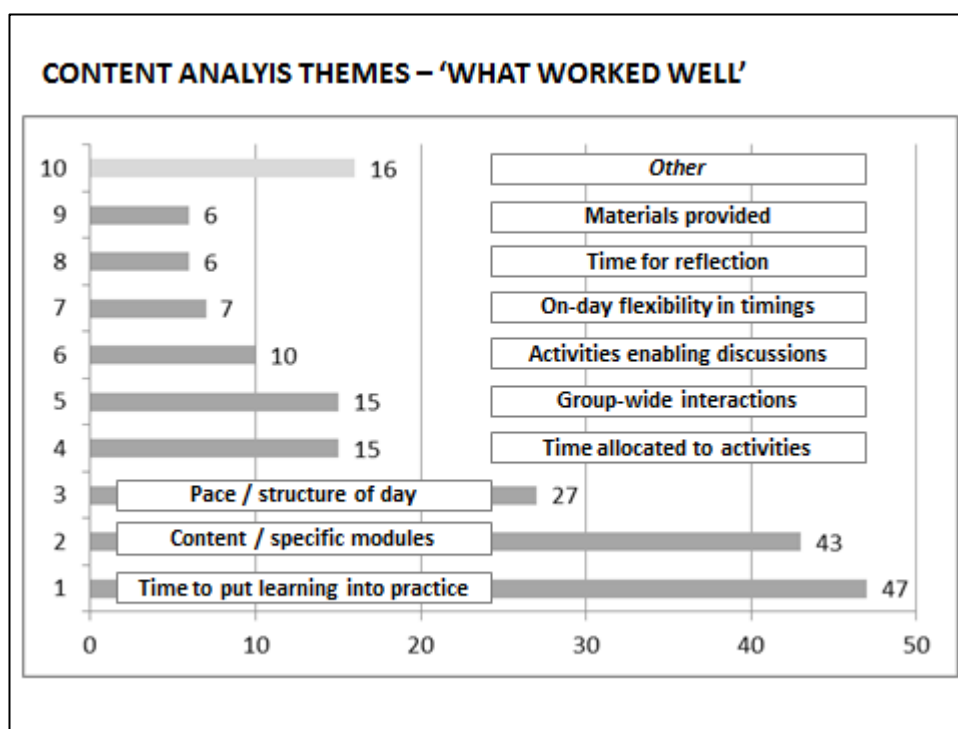 CONTENT ANALYIS THEMES – ‘WHAT WORKED WELL’
10 16 Other
9 6 Materials provided
8 6 Time for reflection
7 7 On-day flexibility in timings
6 10 Activities enabling discussions
5 15 Group-wide interactions
4 15 Time allocated to activities
3 Pace / structure of day 27
2 Content / specific modules 43
1 Time to put learning into practice 47
0 10 20 30 40 50